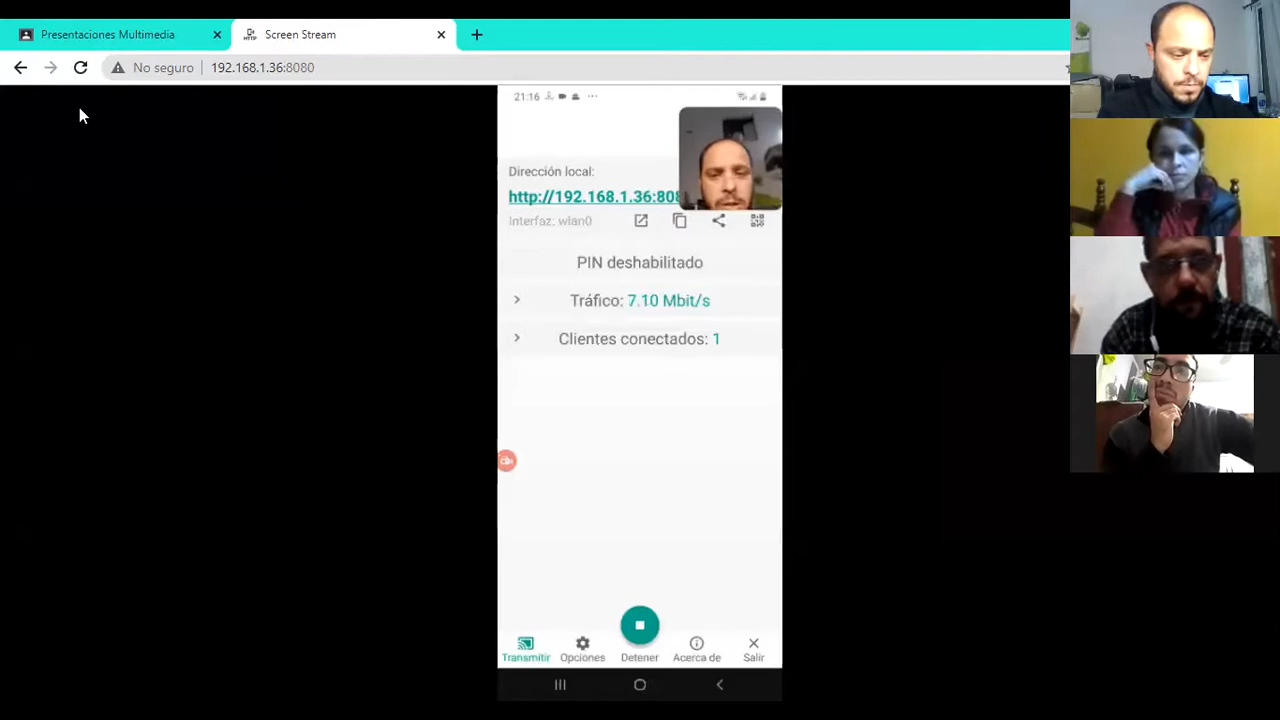 Presentaciones Multimedia
Screen Stream
No seguro
192.168.1.36:8080
21:16
Dirección local:
http://192.168.1.36:808
Interfaz: wlan0
PIN deshabilitado
Tráfico: 7.10 Mbit/s
Clientes conectados: 1
Transmitir
Opciones
Detener
Acerca de
Salir